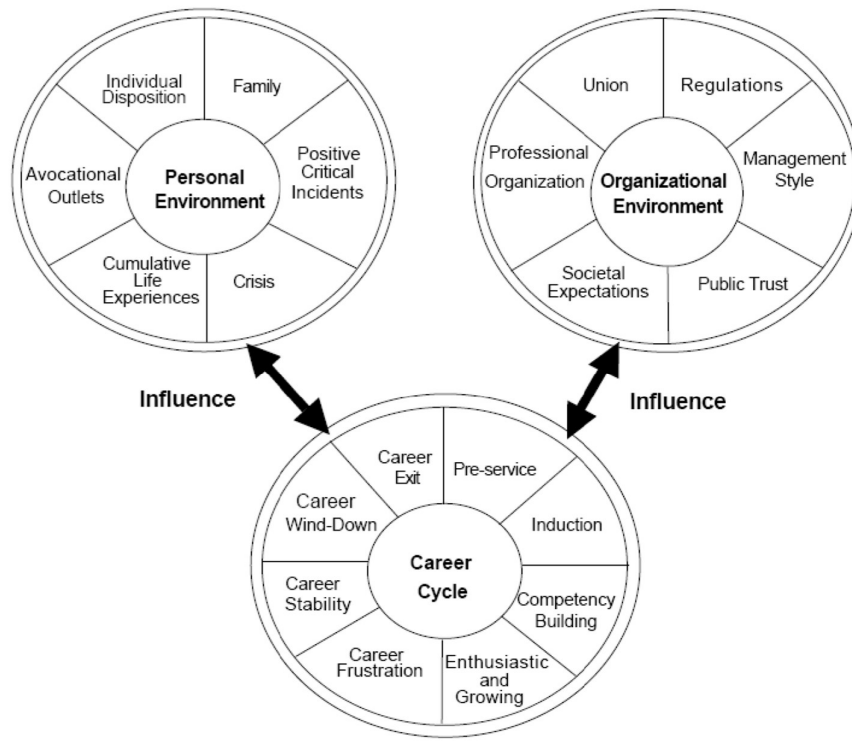 Individual
Disposition
Family
Positive
Critical
Incidents
Crisis
Cumulative
Life
Experiences
Avocational
Outlets
Personal
Environment
Union
Regulations
Management
Style
Public Trust
Societal
Expectations
Professional
Organization
Organizational
Environment
Influence
Influence
Career
Exit
Pre-service
Induction
Competency
Building
Enthusiastic
and
Growing
Career
Frustration
Career
Stability
Career
Wind-Down
Career
Cycle